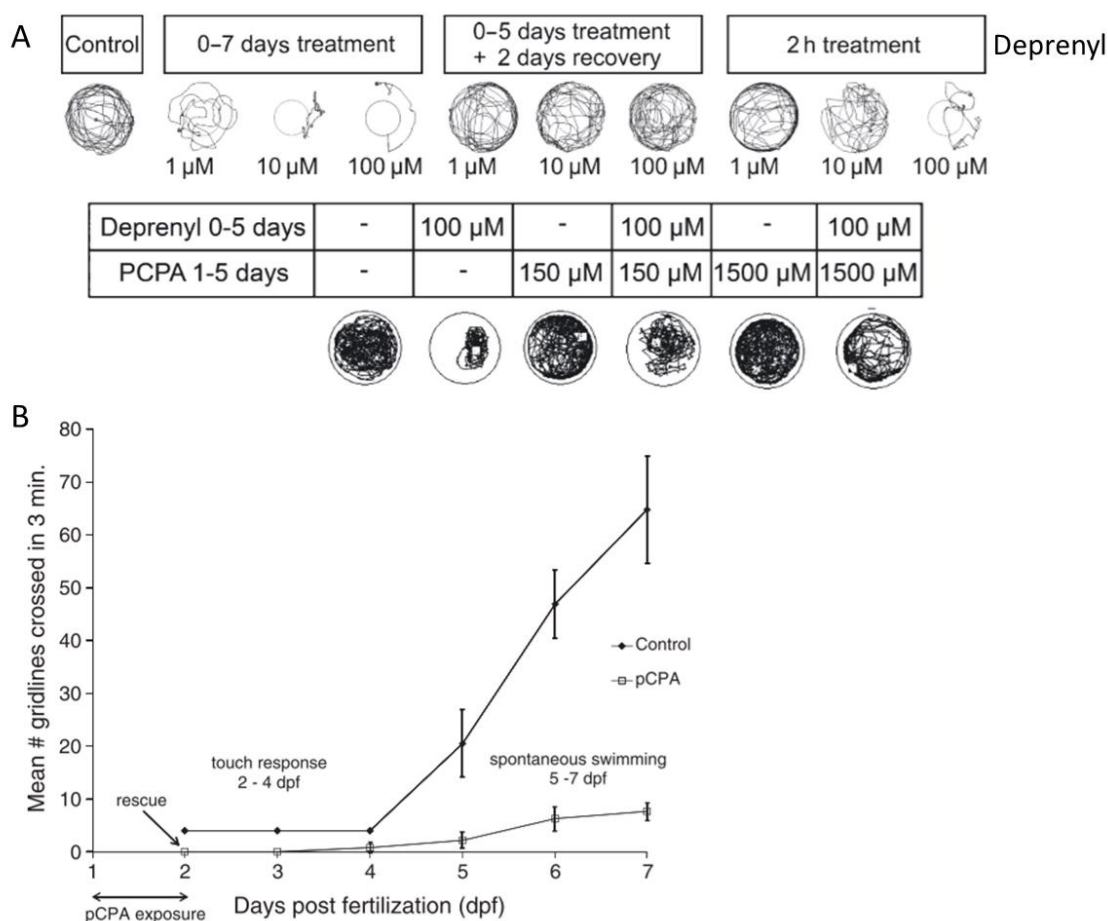 A
Control
0–7 days treatment
0–5 days treatment
+ 2 days recovery
2 h treatment
Deprenyl
1 µM 10 µM 100 µM 1 µM 10 µM 100 µM 1 µM 10 µM 100 µM
Deprenyl 0-5 days - 100 µM - 100 µM - 100 µM
PCPA 1-5 days - - 150 µM 150 µM 1500 µM 1500 µM
B
Mean # gridlines crossed in 3 min.
80
70
60
50
40
30
20
10
0
Control
pCPA
touch response
2 - 4 dpf
spontaneous swimming
5 -7 dpf
rescue
1 2 3 4 5 6 7
pCPA exposure
Days post fertilization (dpf)